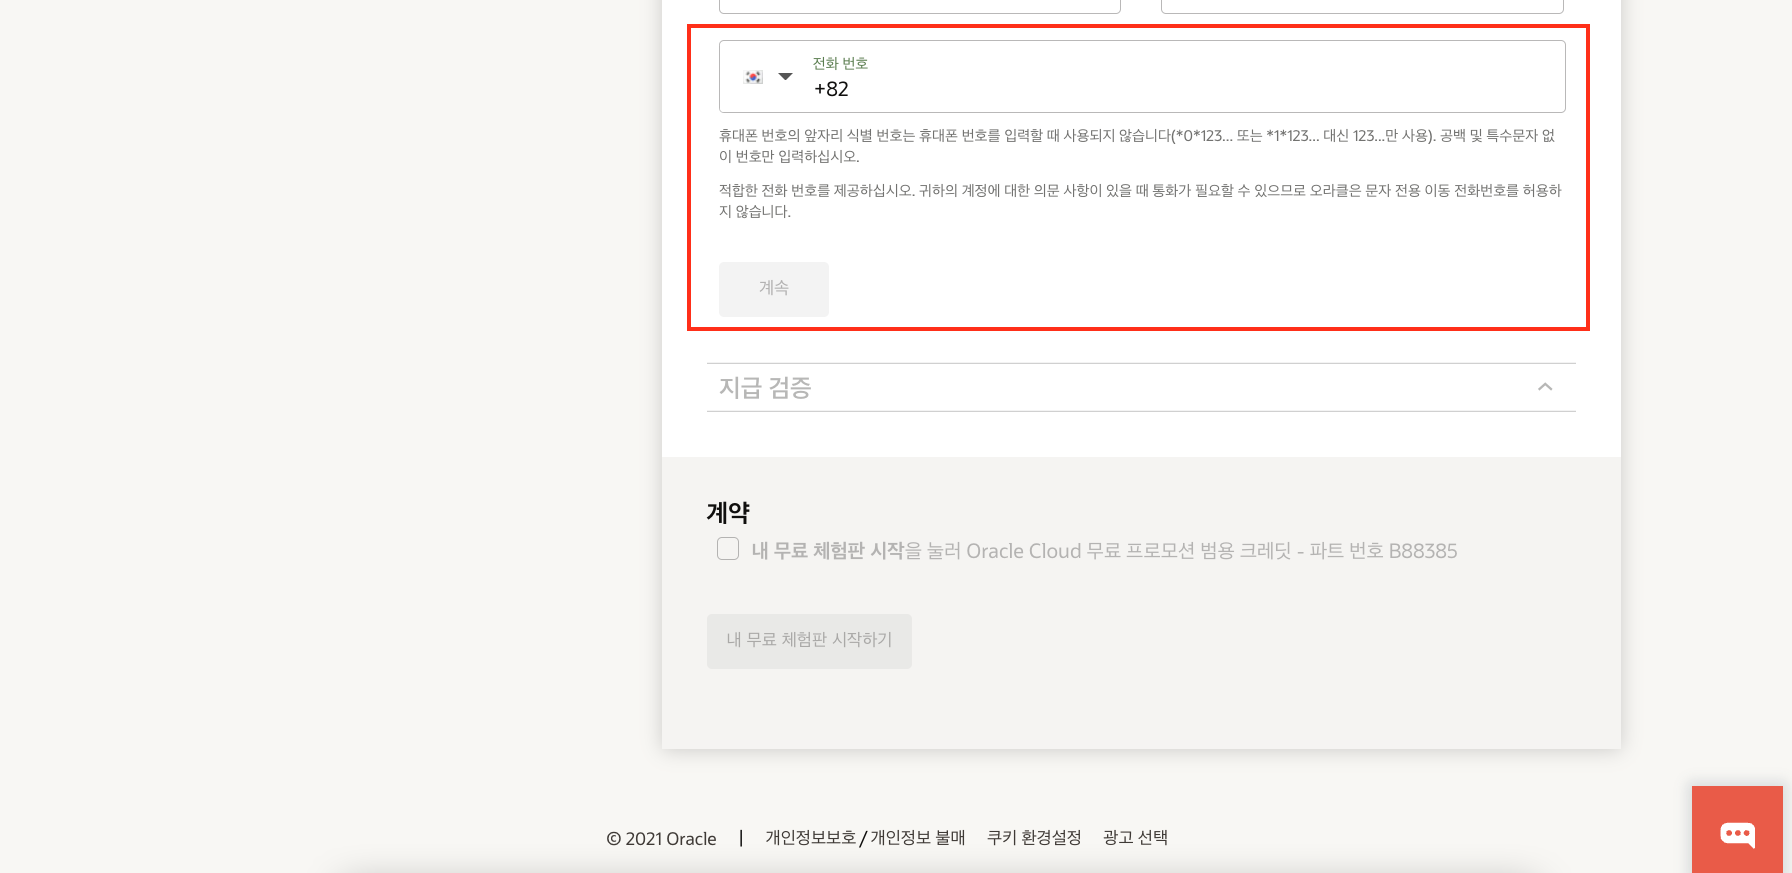 전화 번호
+82
휴대폰 번호의 앞자리 식별 번호는 휴대폰 번호를 입력할 때 사용되지 않습니다(*0*123... 또는 *1*123... 대신 123...만 사용). 공백 및 특수문자 없
이 번호만 입력하십시오.
적합한 전화 번호를 제공하십시오. 귀하의 계정에 대한 의문 사항이 있을 때 통화가 필요할 수 있으므로 오라클은 문자 전용 이동 전화번호를 허용하
지 않습니다.
계속
지급 검증
계약
내 무료 체험판 시작을 눌러 Oracle Cloud 무료 프로모션 범용 크레딧 - 파트 번호 B88385
내 무료 체험판 시작하기
© 2021 Oracle | 개인정보보호/개인정보 불매 쿠키 환경설정 광고 선택